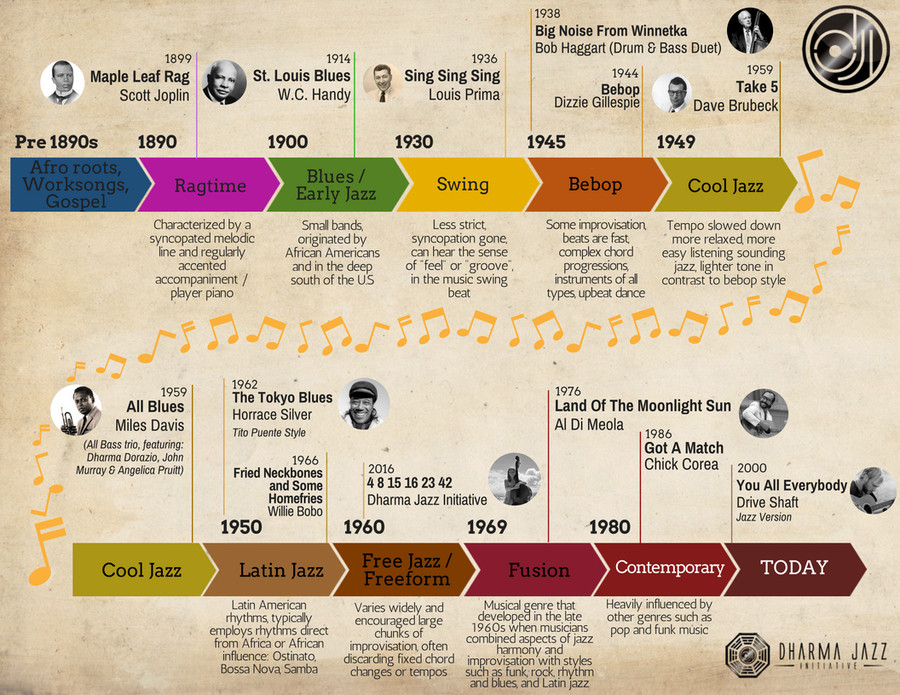 1938
Big Noise From Winnetka
Bob Haggart (Drum & Bass Duet)
1899
Maple Leaf Rag
Scott Joplin
1914
St. Louis Blues
W.C. Handy
1936
Sing Sing Sing
Louis Prima
1944
Bebop
Dizzie Gillespie
1959
Take 5
Dave Brubeck
dji
Pre 1890s
1890
1900
1930
1945
1949
Afro roots,
Worksongs,
Gospel
Ragtime
Blues /
Early Jazz
Swing
Bebop
Cool Jazz
Characterized by a
syncopated melodic
line and regularly
accented
accompaniment /
player piano
Small bands,
originated by
African Americans
and in the deep
south of the U.S
Less strict,
syncopation gone,
can hear the sense
of "feel" or "groove",
in the music swing
beat
Some improvisation,
beats are fast,
complex chord
progressions,
instruments of all
types, upbeat dance
Tempo slowed down
more relaxed, more
easy listening sounding
jazz, lighter tone in
contrast to bebop style
1959
All Blues
Miles Davis
(All Bass trio, featuring:
Dharma Dorazio, John
Murray & Angelica Pruitt)
1962
The Tokyo Blues
Horrace Silver
Tito Puente Style
1966
Fried Neckbones
and Some
Homefries
Willie Bobo
2016
4 8 15 16 23 42
Dharma Jazz Initiative
1976
Land Of The Moonlight Sun
Al Di Meola
1986
Got A Match
Chick Corea
2000
You All Everybody
Drive Shaft
Jazz Version
1950
1960
1969
1980
Cool Jazz
Latin Jazz
Free Jazz /
Freeform
Fusion
Contemporary
TODAY
Latin American
rhythms, typically
employs rhythms direct
from Africa or African
influence: Ostinato,
Bossa Nova, Samba
Varies widely and
encouraged large
chunks of
improvisation, often
discarding fixed chord
changes or tempos
Musical genre that
developed in the late
1960s when musicians
combined aspects of jazz
harmony and
improvisation with styles
such as funk, rock, rhythm
and blues, and Latin jazz
Heavily influenced by
other genres such as
pop and funk music
DHARMA JAZZ
INITIATIVE